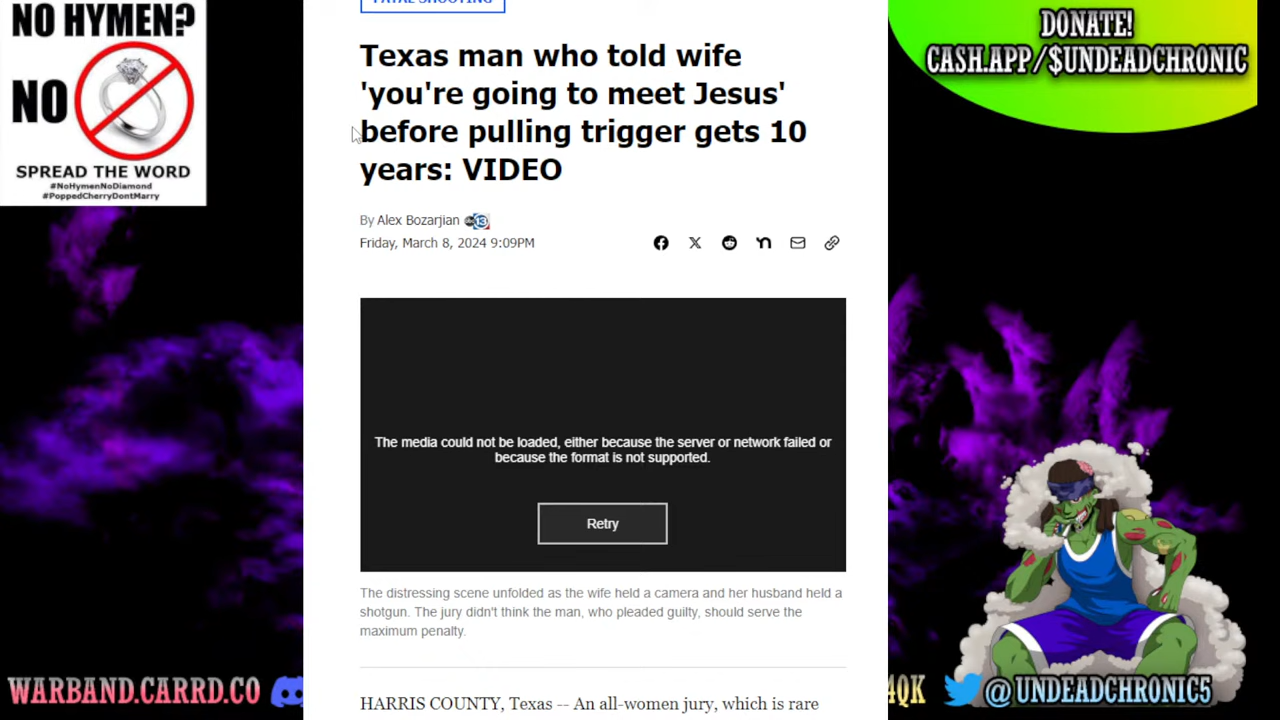 NO HYMEN?
NO
SPREAD THE WORD
#NoHymenNoDiamond
#PoppedCherryDontMarry
Texas man who told wife
'you're going to meet Jesus'
before pulling trigger gets 10
years: VIDEO
By Alex Bozarjian abc 13
Friday, March 8, 2024 9:09PM
The media could not be loaded, either because the server or network failed or
because the format is not supported.
Retry
The distressing scene unfolded as the wife held a camera and her husband held a
shotgun. The jury didn't think the man, who pleaded guilty, should serve the
maximum penalty.
HARRIS COUNTY, Texas -- An all-women jury, which is rare
DONATE!
CASH.APP/$UNDEADCHRONIC
WARBAND.CARRD.CO
4QK
@UNDEADCHRONIC5